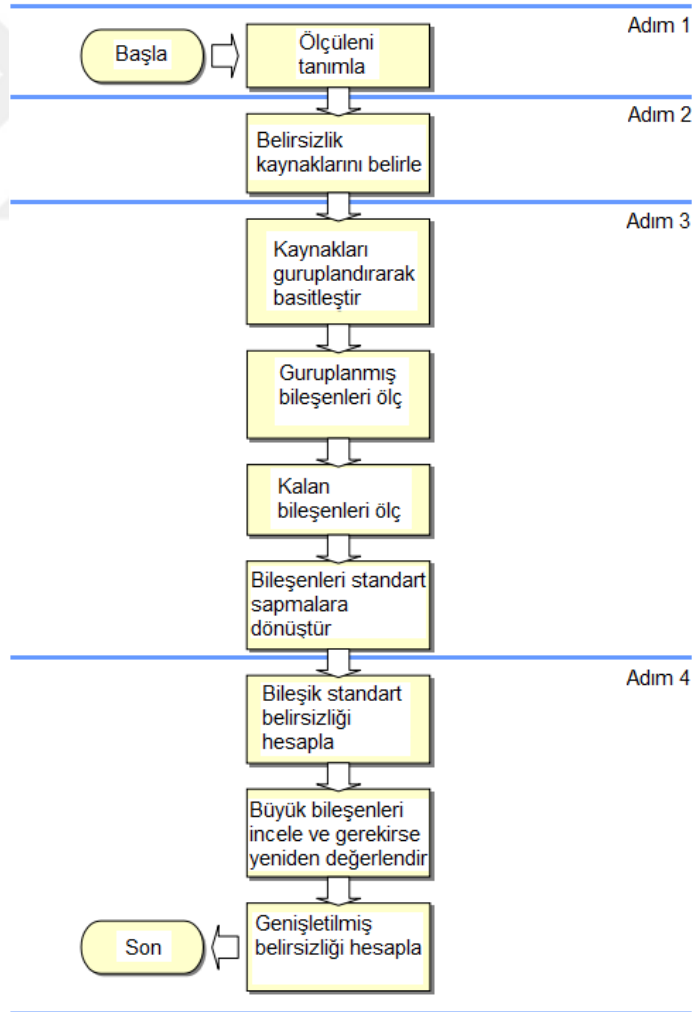 Adım 1
Başla
Ölçüleni
tanımla
Adım 2
Belirsizlik
kaynaklarını belirle
Adım 3
Kaynakları
guruplandırarak
basitleştir
Guruplanmış
bileşenleri ölç
Kalan
bileşenleri ölç
Bileşenleri standart
sapmalara
dönüştür
Adım 4
Bileşik standart
belirsizliği
hesapla
Büyük bileşenleri
incele ve gerekirse
yeniden değerlendir
Genişletilmiş
belirsizliği hesapla
Son